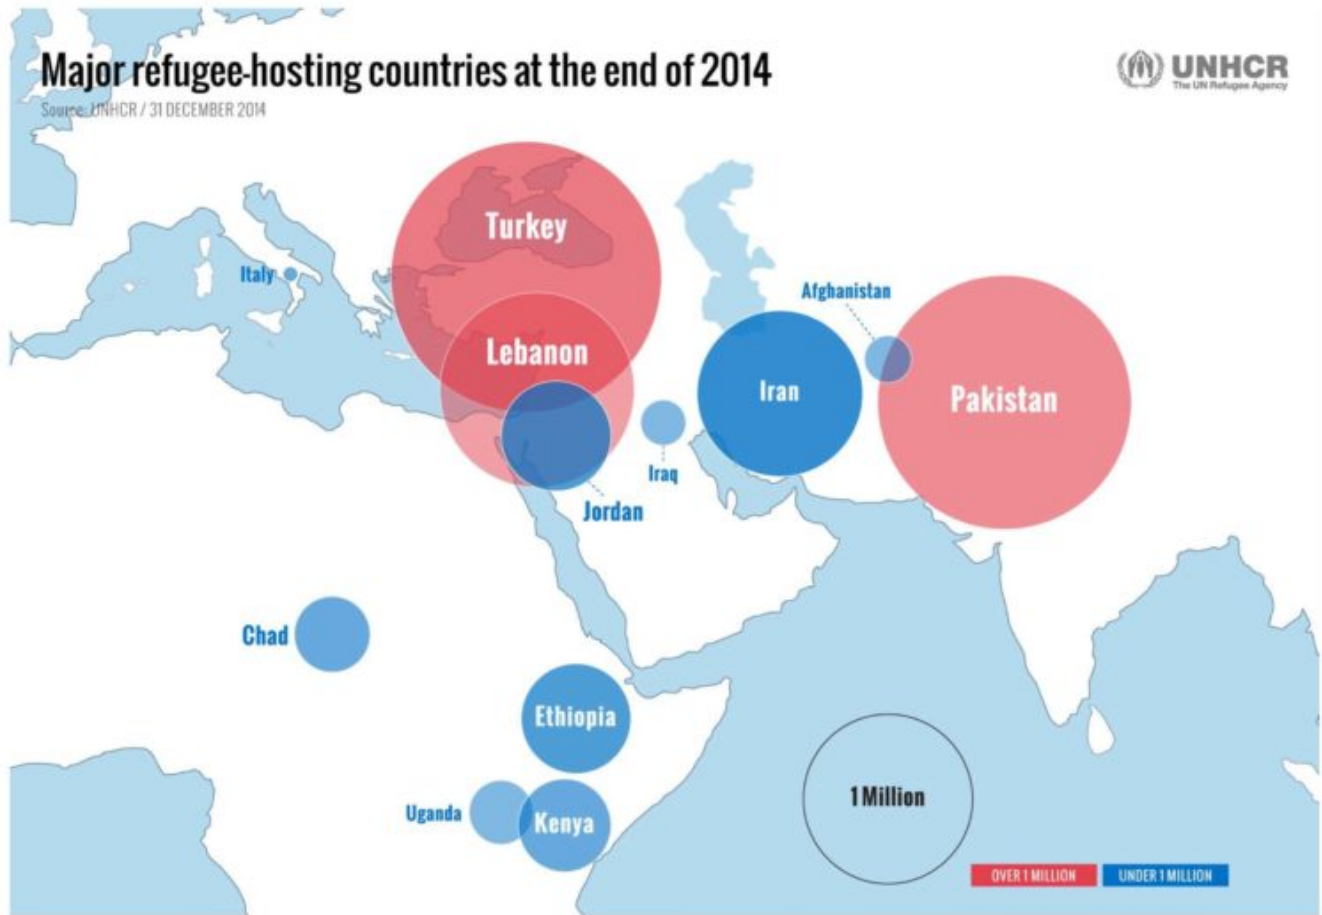 Major refugee-hosting countries at the end of 2014
Source: UNHCR / 31 DECEMBER 2014
UNHCR
The UN Refugee Agency
Turkey
Italy
Afghanistan
Lebanon
Iran
Pakistan
Iraq
Jordan
Chad
Ethiopia
1 Million
Uganda
Kenya
OVER 1 MILLION
UNDER 1 MILLION